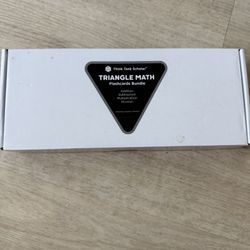 Think Tank Scholar®
TRIANGLE MATH
Flashcards Bundle
Addition
Subtraction
Multiplication
Division